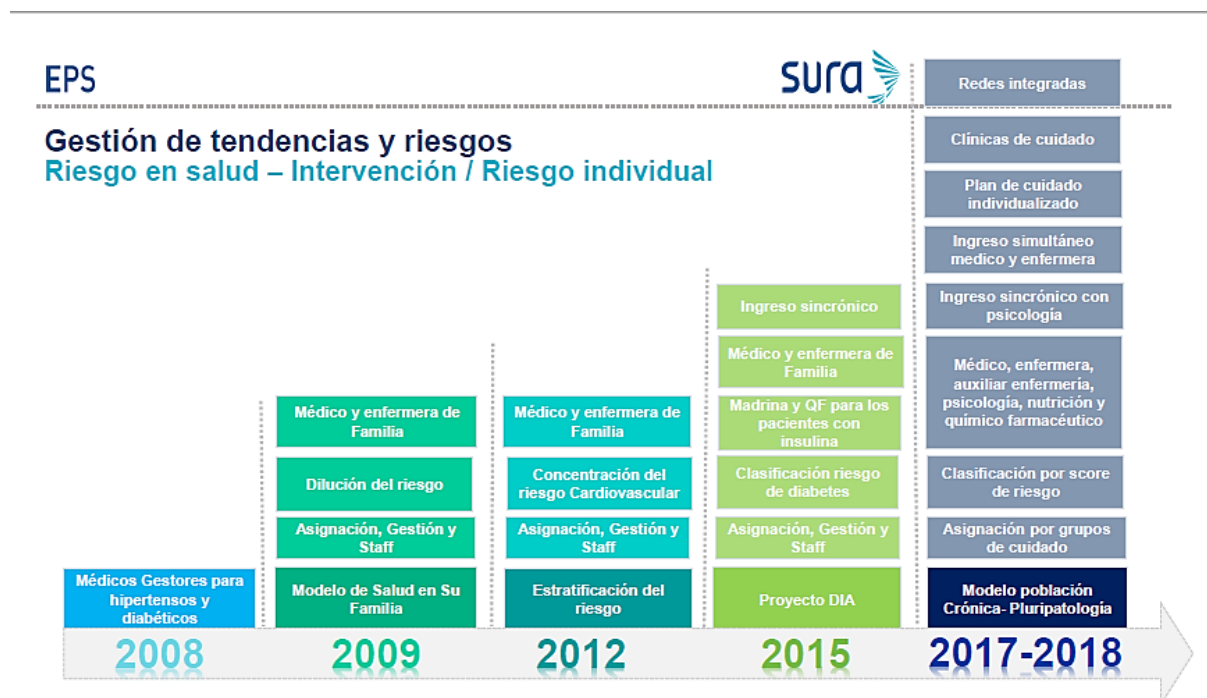 EPS
sura
Gestión de tendencias y riesgos
Riesgo en salud – Intervención / Riesgo individual
Médicos Gestores para
hipertensos y
diabéticos
2008
Médico y enfermera de
Familia
Dilución del riesgo
Asignación, Gestión y
Staff
Modelo de Salud en Su
Familia
2009
Médico y enfermera de
Familia
Concentración del
riesgo Cardiovascular
Asignación, Gestión y
Staff
Estratificación del
riesgo
2012
Ingreso sincrónico
Médico y enfermera de
Familia
Madrina y QF para los
pacientes con
insulina
Clasificación riesgo
de diabetes
Asignación, Gestión y
Staff
Proyecto DIA
2015
Redes integradas
Clínicas de cuidado
Plan de cuidado
individualizado
Ingreso simultáneo
medico y enfermera
Ingreso sincrónico con
psicología
Médico, enfermera,
auxiliar enfermería,
psicología, nutrición y
químico farmacéutico
Clasificación por score
de riesgo
Asignación por grupos
de cuidado
Modelo población
Crónica- Pluripatología
2017-2018